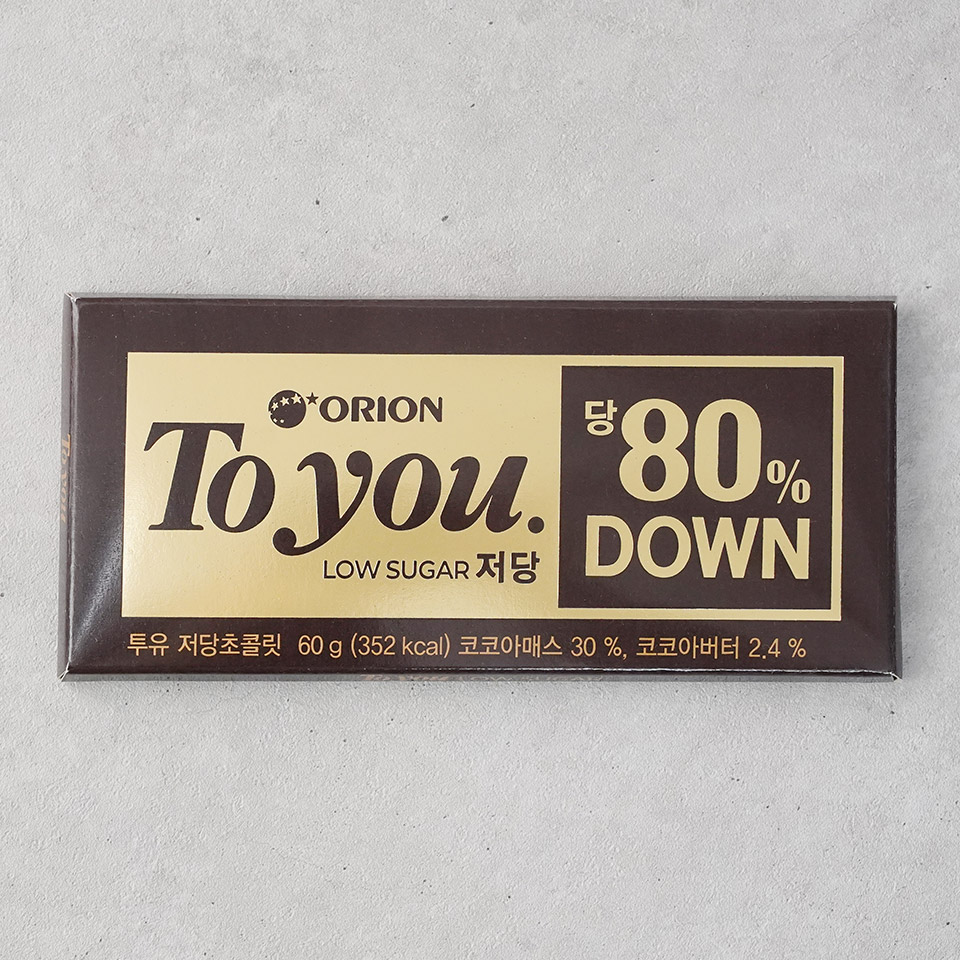 ORION
To you.
LOW SUGAR 저당
당 80%
DOWN
투유 저당초콜릿 60 g (352 kcal) 코코아매스 30 %, 코코아버터 2.4 %